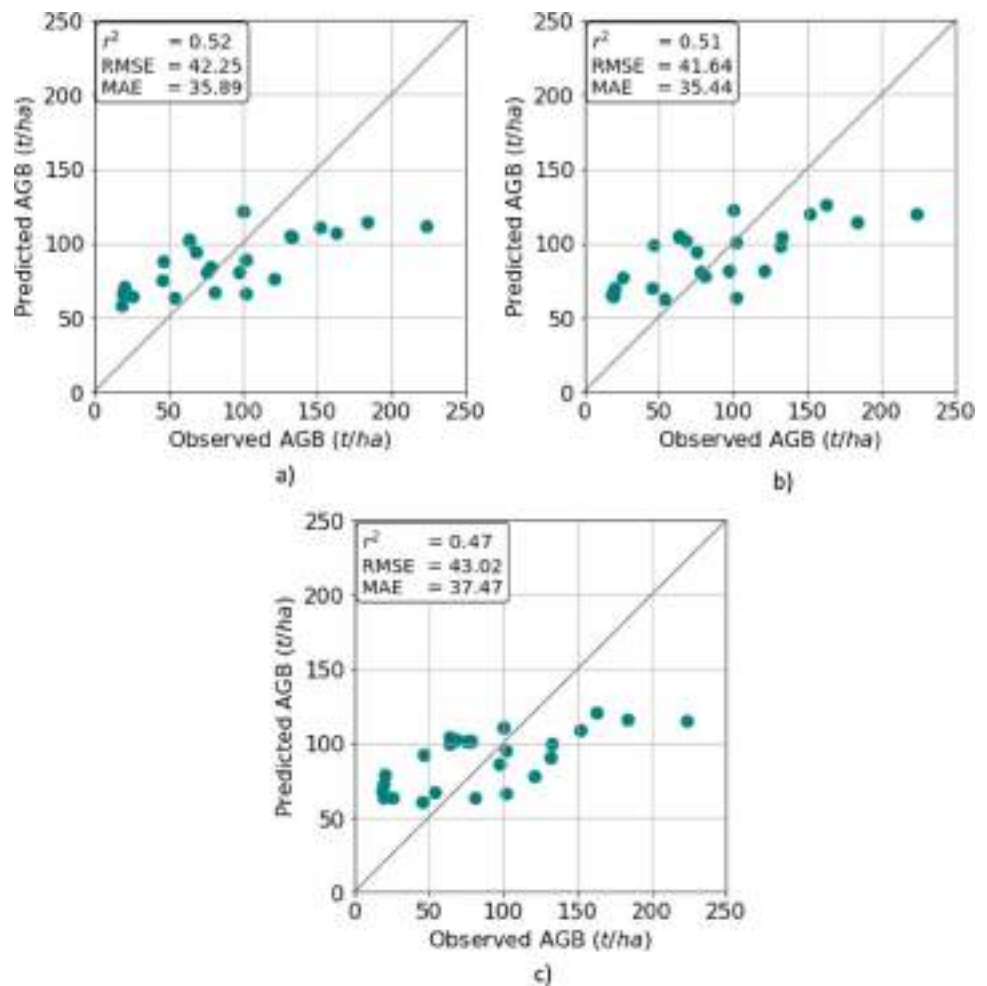 250
r² = 0.52
RMSE = 42.25
MAE = 35.89
200
150
100
50
0
Predicted AGB (t/ha)
0 50 100 150 200 250
Observed AGB (t/ha)
a)
250
r² = 0.51
RMSE = 41.64
MAE = 35.44
200
150
100
50
0
Predicted AGB (t/ha)
0 50 100 150 200 250
Observed AGB (t/ha)
b)
250
r² = 0.47
RMSE = 43.02
MAE = 37.47
200
150
100
50
0
Predicted AGB (t/ha)
0 50 100 150 200 250
Observed AGB (t/ha)
c)